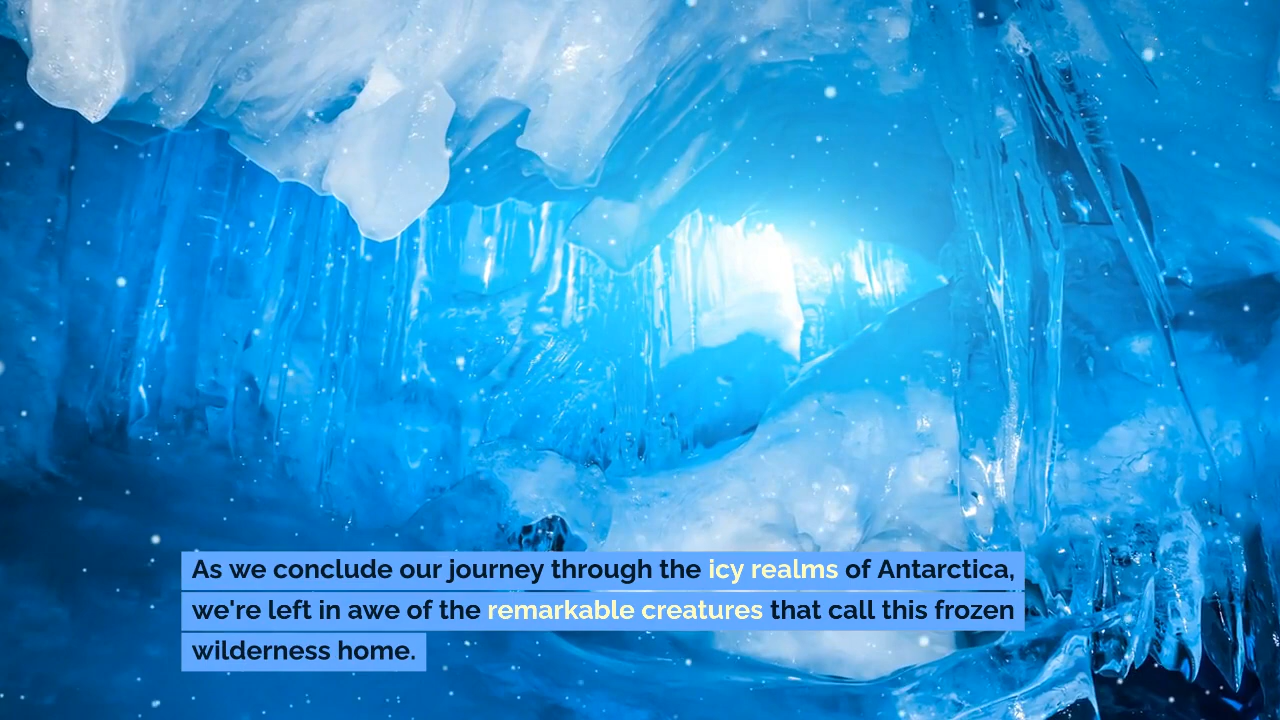 As we conclude our journey through the icy realms of Antarctica,
we're left in awe of the remarkable creatures that call this frozen
wilderness home.